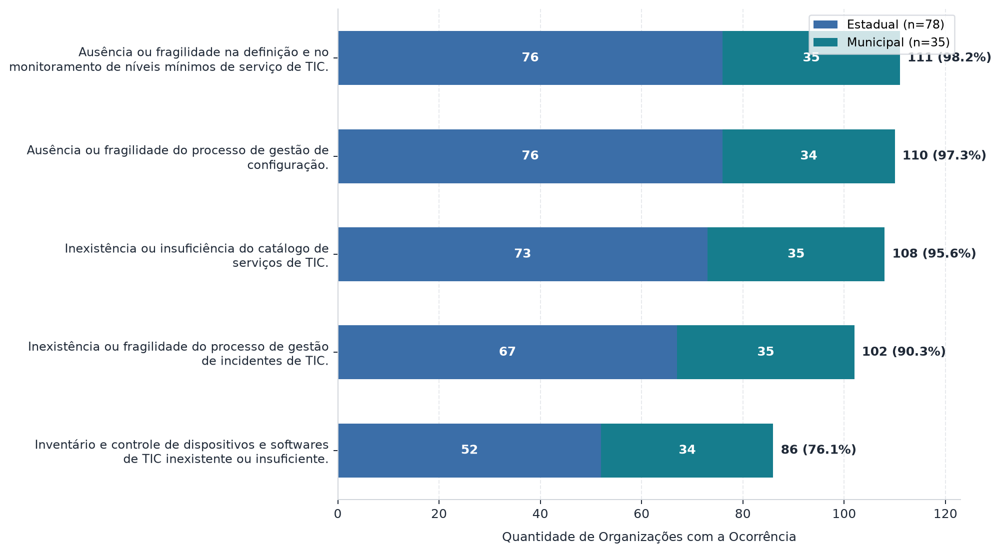 Estadual (n=78)
Municipal (n=35)
Ausência ou fragilidade na definição e no
monitoramento de níveis mínimos de serviço de TIC.
76
35
111 (98.2%)
Ausência ou fragilidade do processo de gestão de
configuração.
76
34
110 (97.3%)
Inexistência ou insuficiência do catálogo de
serviços de TIC.
73
35
108 (95.6%)
Inexistência ou fragilidade do processo de gestão
de incidentes de TIC.
67
35
102 (90.3%)
Inventário e controle de dispositivos e softwares
de TIC inexistente ou insuficiente.
52
34
86 (76.1%)
0 20 40 60 80 100 120
Quantidade de Organizações com a Ocorrência